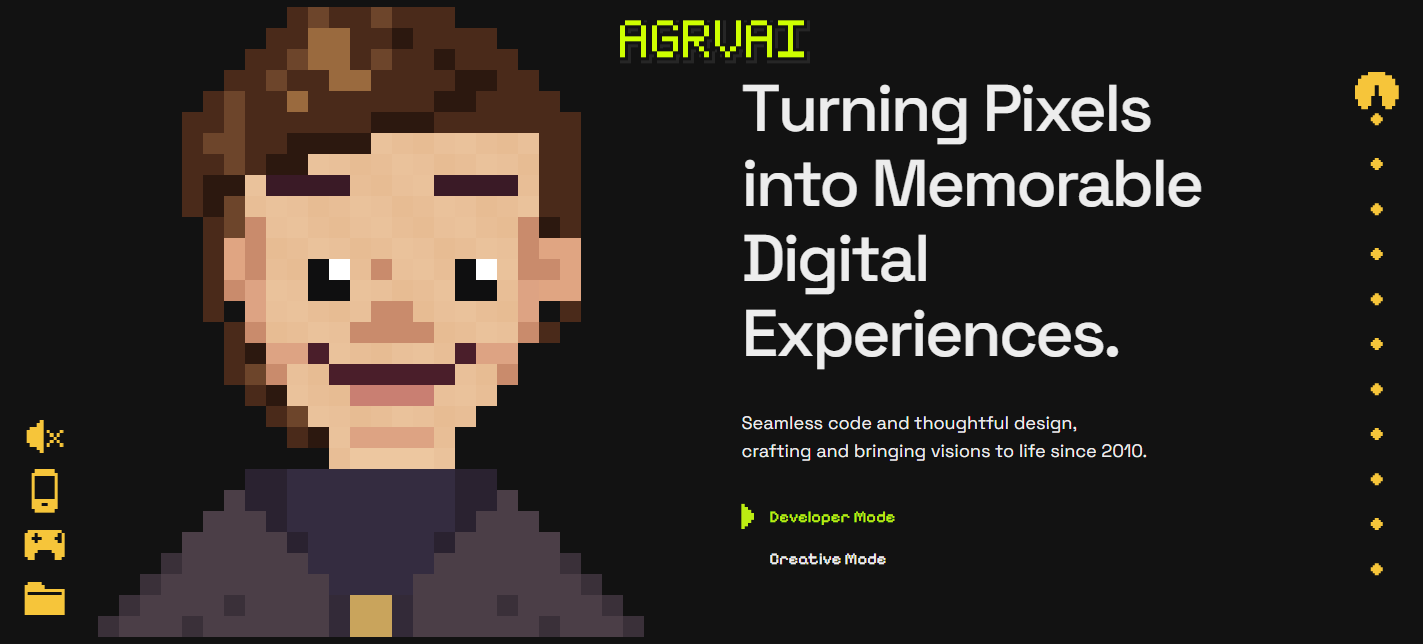 AGRVAI
Turning Pixels
into Memorable
Digital
Experiences.
Seamless code and thoughtful design,
crafting and bringing visions to life since 2010.
Developer Mode
Creative Mode